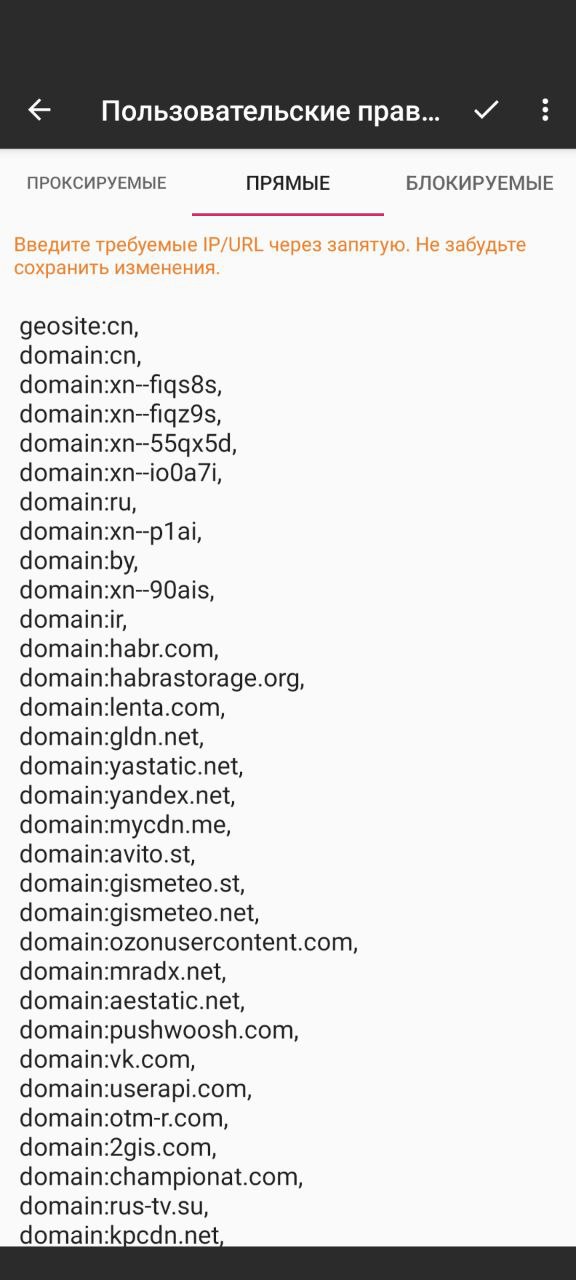 Пользовательские прав...
ПРОКСИРУЕМЫЕ
ПРЯМЫЕ
БЛОКИРУЕМЫЕ
Введите требуемые IP/URL через запятую. Не забудьте
сохранить изменения.
geosite:cn,
domain:cn,
domain:xn--fiqs8s,
domain:xn--fiqz9s,
domain:xn--55qx5d,
domain:xn--io0a7i,
domain:ru,
domain:xn--p1ai,
domain:by,
domain:xn--90ais,
domain:ir,
domain:habr.com,
domain:habrastorage.org,
domain:lenta.com,
domain:gldn.net,
domain:yastatic.net,
domain:yandex.net,
domain:mycdn.me,
domain:avito.st,
domain:gismeteo.st,
domain:gismeteo.net,
domain:ozonusercontent.com,
domain:mradx.net,
domain:aestatic.net,
domain:pushwoosh.com,
domain:vk.com,
domain:userapi.com,
domain:otm-r.com,
domain:2gis.com,
domain:championat.com,
domain:rus-tv.su,
domain:kpcdn.net,